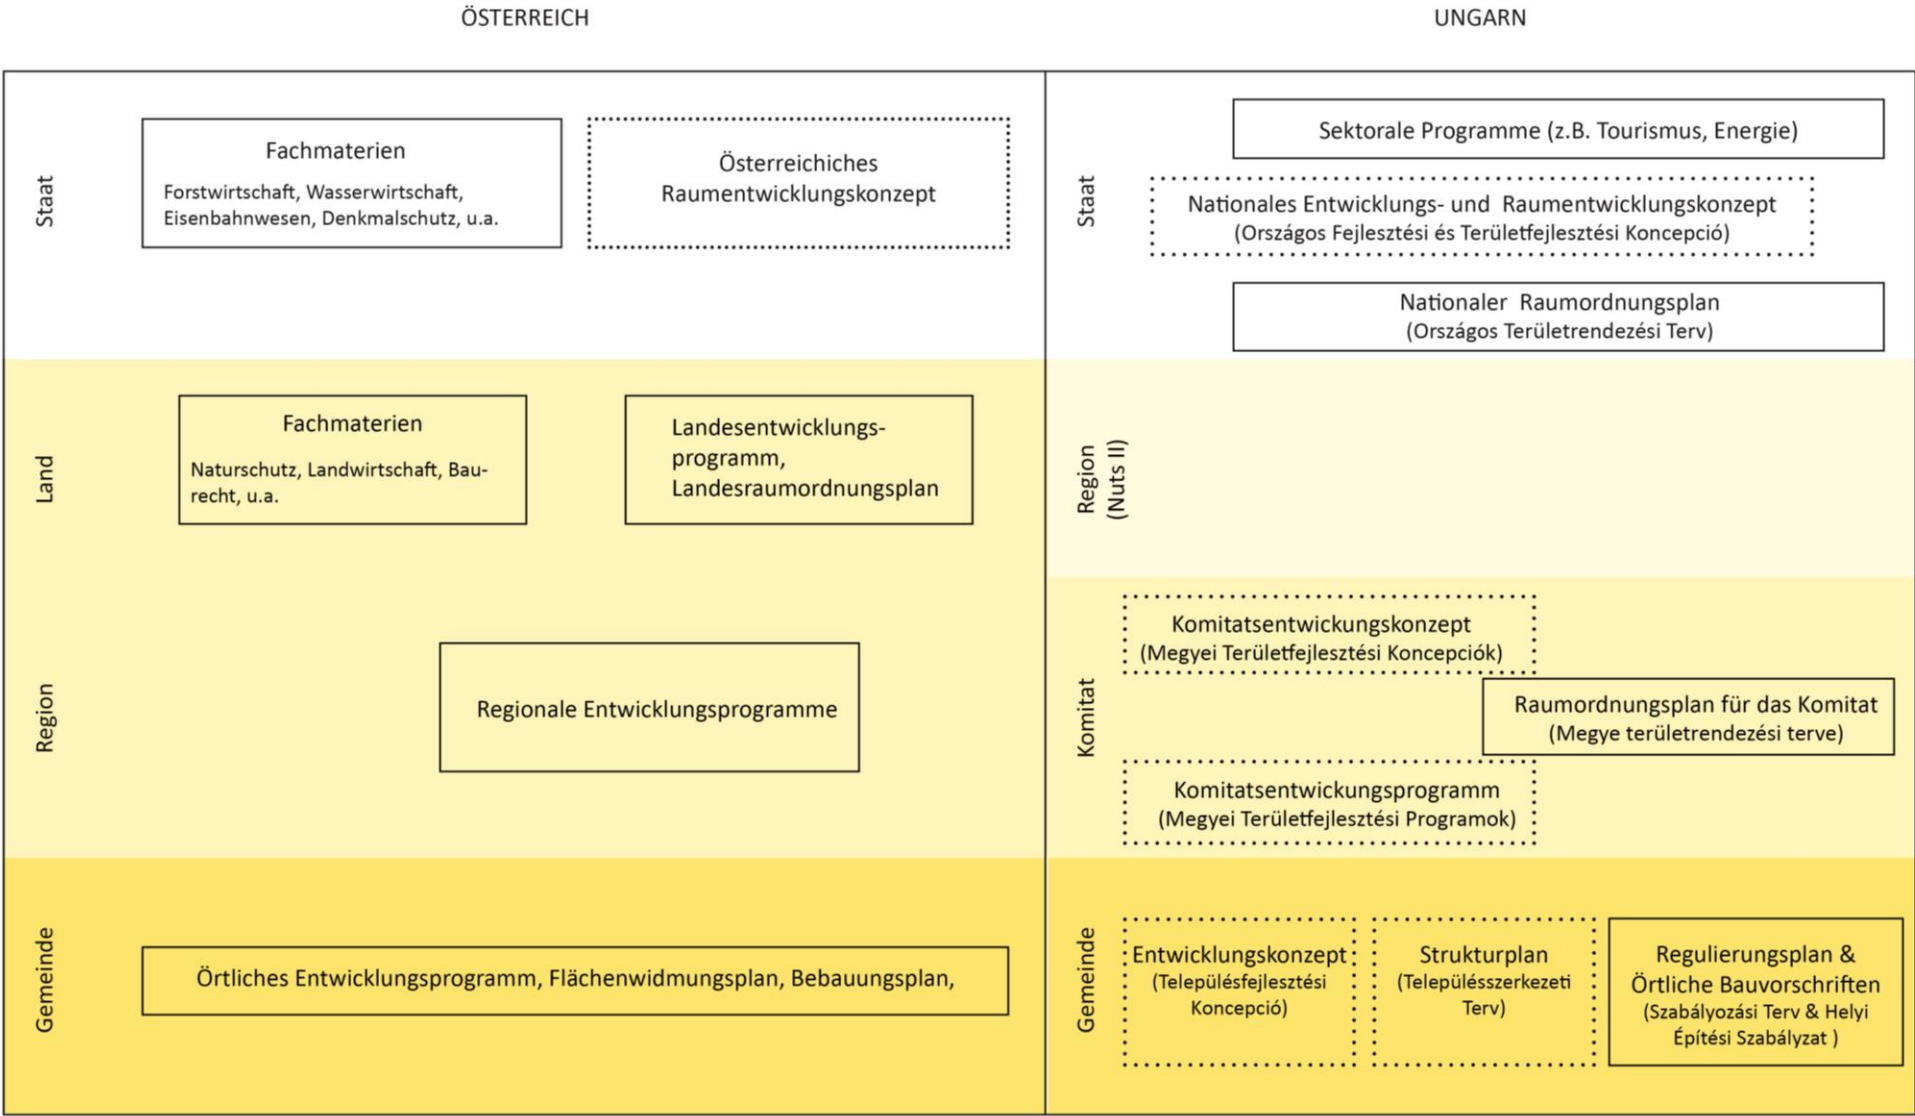 ÖSTERREICH
UNGARN
Staat
Fachmaterien
Forstwirtschaft, Wasserwirtschaft,
Eisenbahnwesen, Denkmalschutz, u.a.
Österreichiches
Raumentwicklungskonzept
Land
Fachmaterien
Naturschutz, Landwirtschaft, Bau-
recht, u.a.
Landesentwicklungs-
programm,
Landesraumordnungsplan
Region
Regionale Entwicklungsprogramme
Gemeinde
Örtliches Entwicklungsprogramm, Flächenwidmungsplan, Bebauungsplan,
Staat
Sektorale Programme (z.B. Tourismus, Energie)
Nationales Entwicklungs- und Raumentwicklungskonzept
(Országos Fejlesztési és Területfejlesztési Koncepció)
Nationaler Raumordnungsplan
(Országos Területrendezési Terv)
Region
(Nuts II)
Komitat
Komitatsentwickungskonzept
(Megyei Területfejlesztési Koncepciók)
Raumordnungsplan für das Komitat
(Megye területrendezési terve)
Komitatsentwickungsprogramm
(Megyei Területfejlesztési Programok)
Gemeinde
Entwicklungskonzept
(Településfejlesztési
Koncepció)
Strukturplan
(Településszerkezeti
Terv)
Regulierungsplan &
Örtliche Bauvorschriften
(Szabályozási Terv & Helyi
Építési Szabályzat )